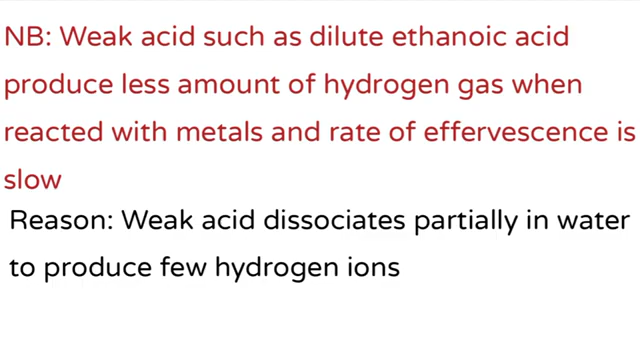 NB: Weak acid such as dilute ethanoic acid
produce less amount of hydrogen gas when
reacted with metals and rate of effervescence is
slow
Reason: Weak acid dissociates partially in water
to produce few hydrogen ions